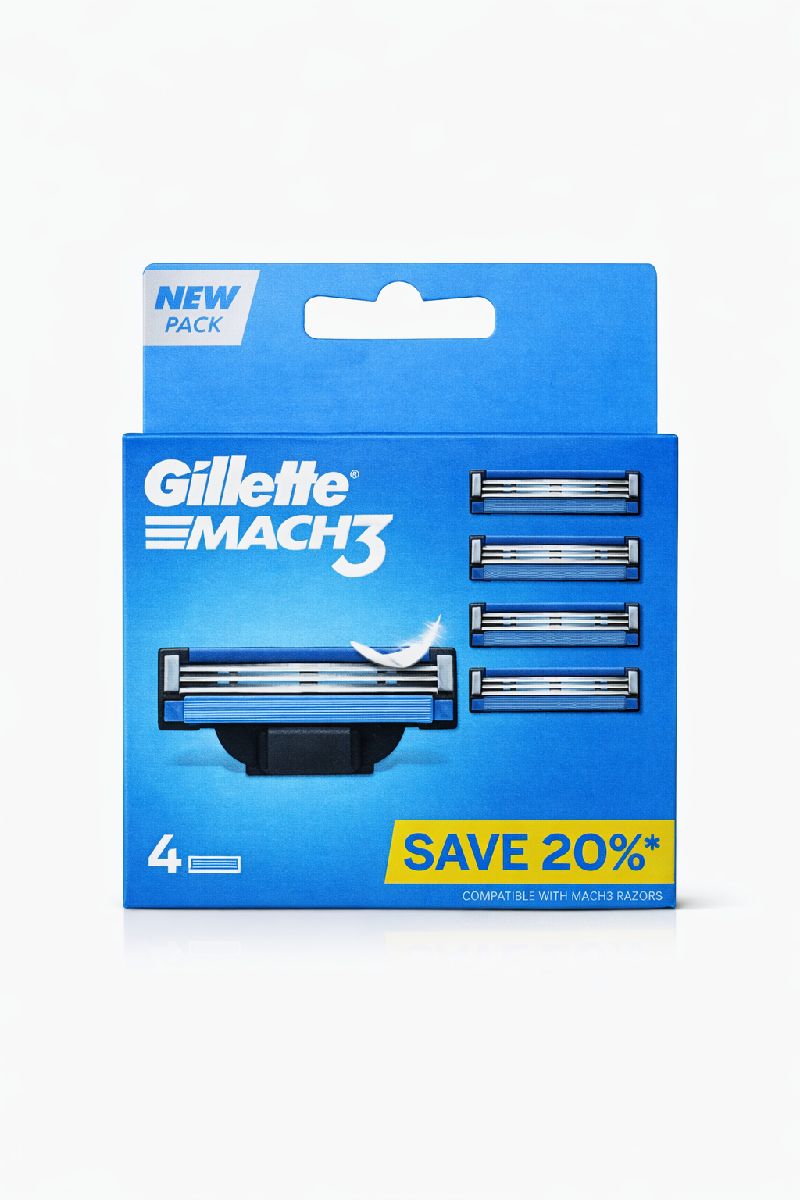 NEW
PACK
Gillette®
MACH3
4
SAVE 20%*
COMPATIBLE WITH MACH3 RAZORS